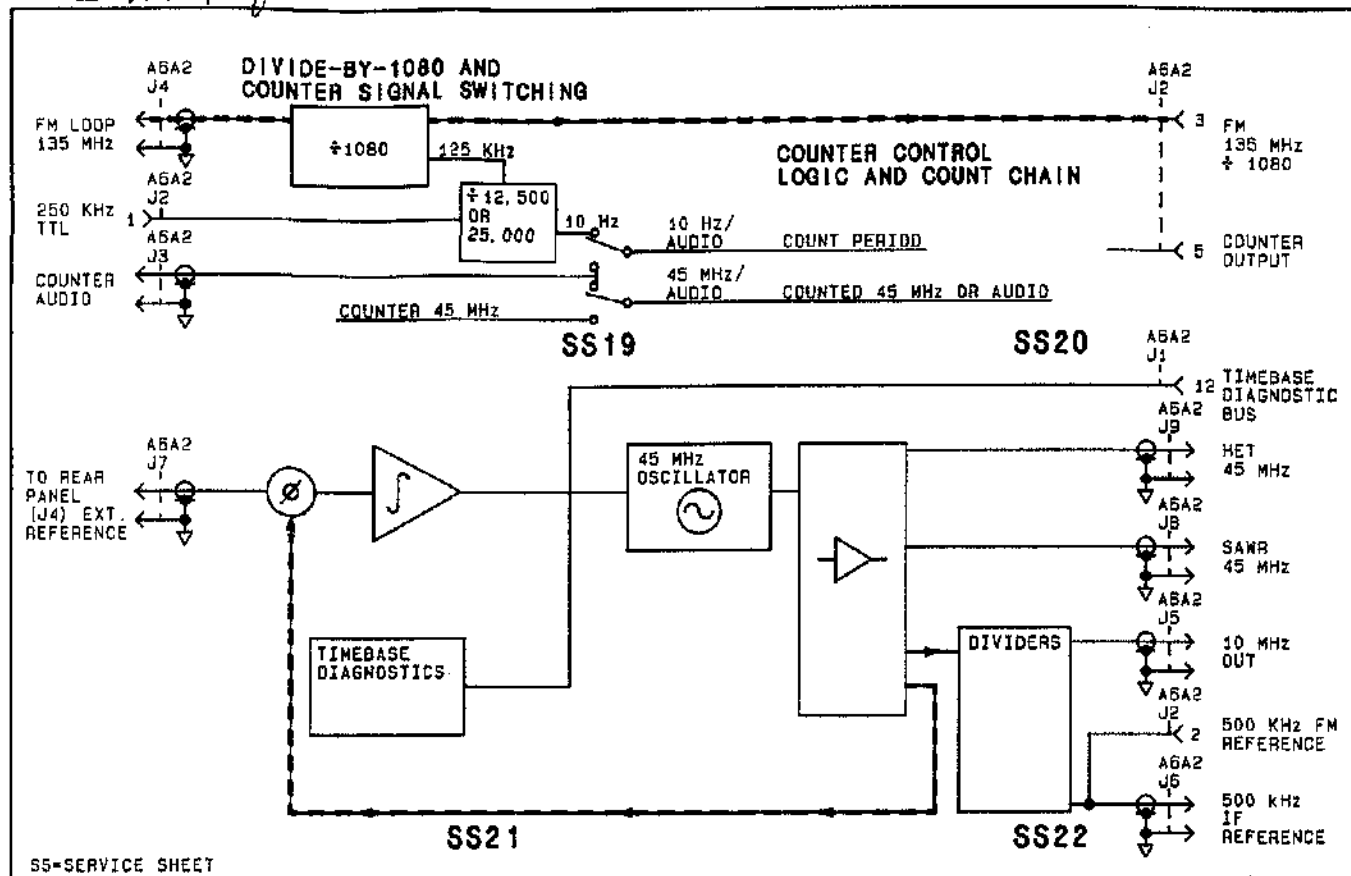 DIVIDE-BY-1080 AND
COUNTER SIGNAL SWITCHING
A6A2
J4
FM LOOP
135 MHz
÷1080
125 KHz
A6A2
J2
3
FM
135 MHz
÷ 1080
COUNTER CONTROL
LOGIC AND COUNT CHAIN
A6A2
J2
250 KHz
TTL
1
÷12,500
OR
25,000
10 Hz
10 Hz/
AUDIO
COUNT PERIOD
5
COUNTER
OUTPUT
A6A2
J3
COUNTER
AUDIO
45 MHz/
AUDIO
COUNTED 45 MHz OR AUDIO
COUNTER 45 MHz
SS19
SS20
A6A2
J1
12
TIMEBASE
DIAGNOSTIC
BUS
A6A2
J7
TO REAR
PANEL
(J4) EXT.
REFERENCE
ø
∫
45 MHz
OSCILLATOR
A6A2
J9
HET
45 MHz
A6A2
J8
SAWR
45 MHz
TIMEBASE
DIAGNOSTICS
DIVIDERS
A6A2
J5
10 MHz
OUT
A6A2
J2
2
500 KHz FM
REFERENCE
A6A2
J6
500 kHz
IF
REFERENCE
SS21
SS22
SS=SERVICE SHEET